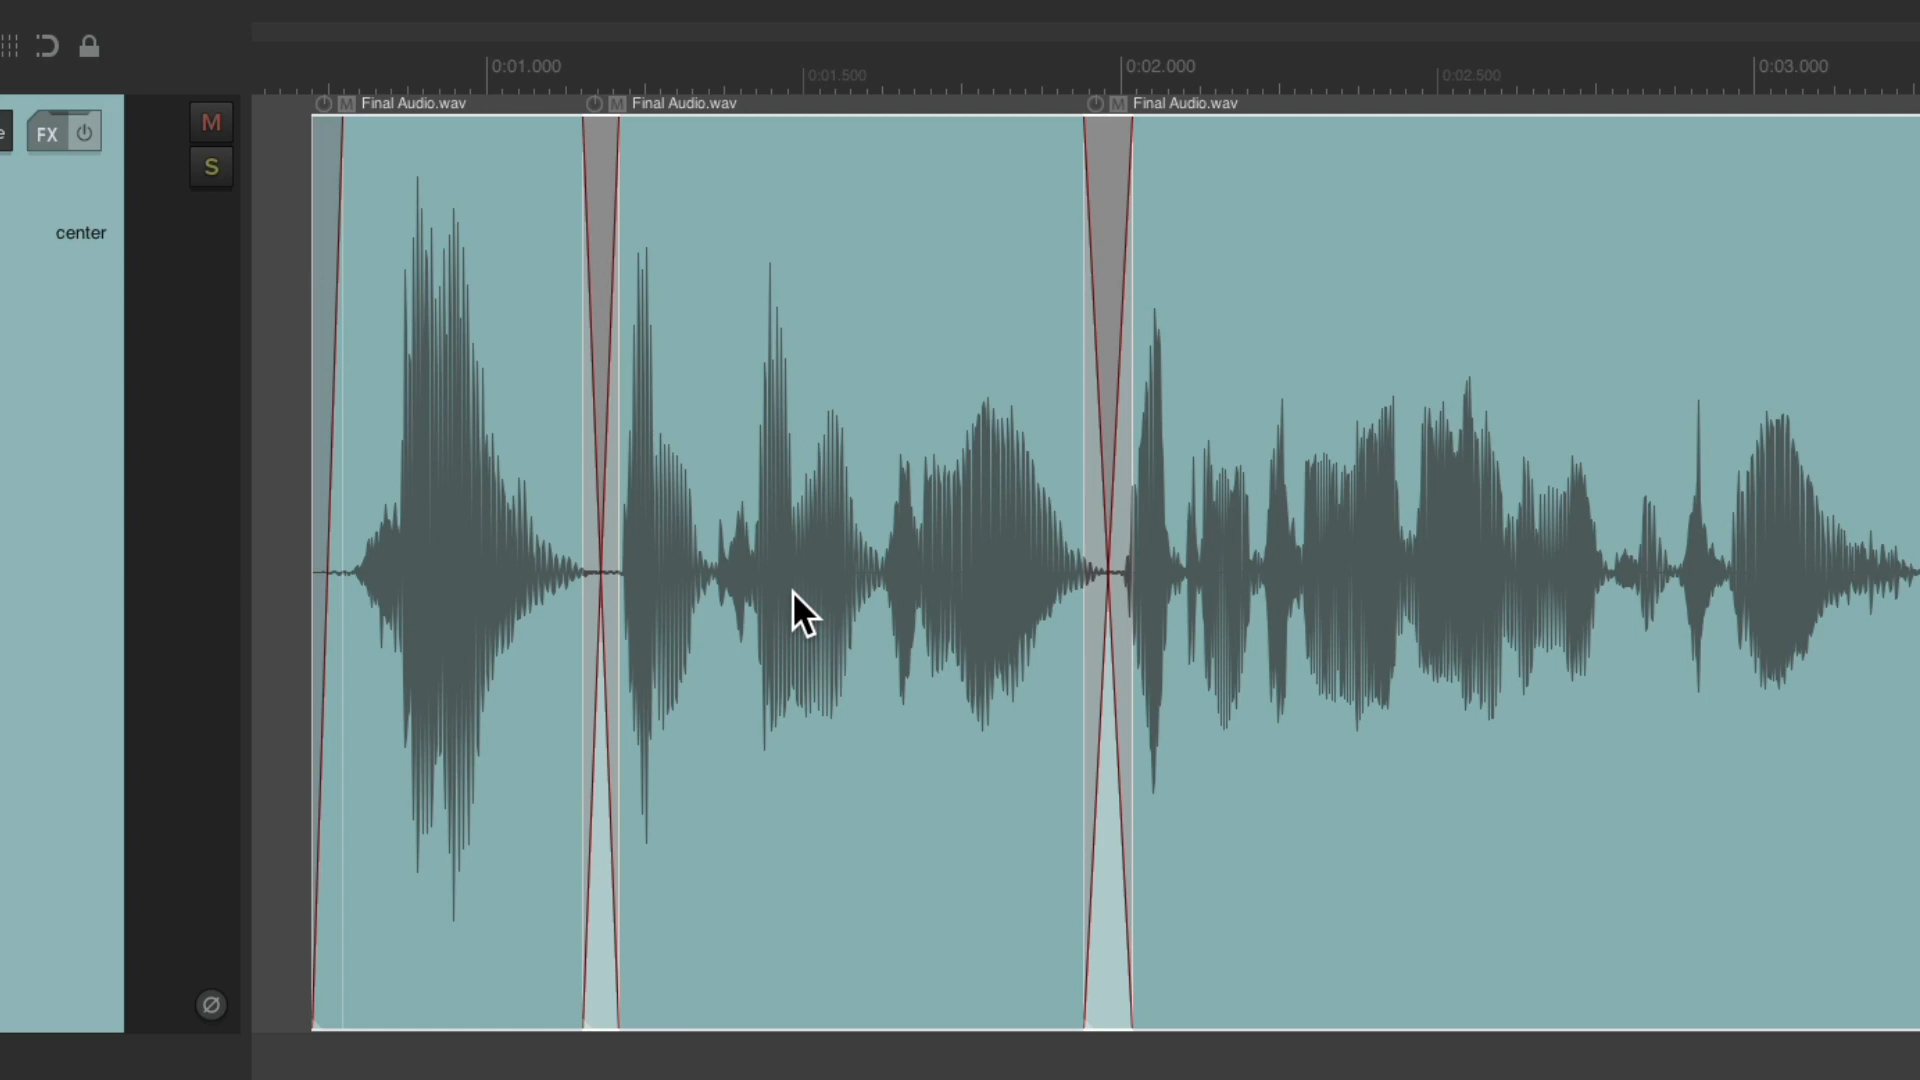 0:01.000 0:01.500 0:02.000 0:02.500 0:03.000
M Final Audio.wav M Final Audio.wav M Final Audio.wav
e FX M
S
center